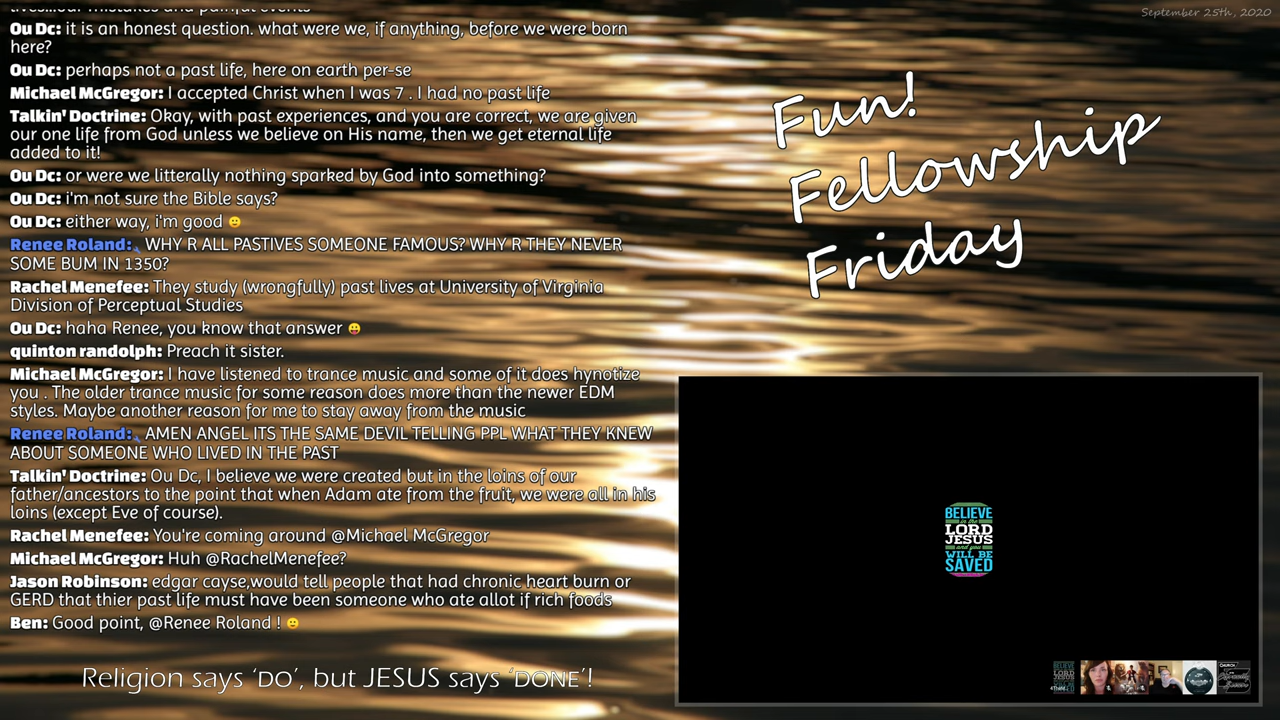 lives...our mistakes and painful events
Ou Dc: it is an honest question. what were we, if anything, before we were born
here?
Ou Dc: perhaps not a past life, here on earth per-se
Michael McGregor: I accepted Christ when I was 7 . I had no past life
Talkin' Doctrine: Okay, with past experiences, and you are correct, we are given
our one life from God unless we believe on His name, then we get eternal life
added to it!
Ou Dc: or were we litterally nothing sparked by God into something?
Ou Dc: i'm not sure the Bible says?
Ou Dc: either way, i'm good 🙂
Renee Roland: WHY R ALL PASTIVES SOMEONE FAMOUS? WHY R THEY NEVER
SOME BUM IN 1350?
Rachel Menefee: They study (wrongfully) past lives at University of Virginia
Division of Perceptual Studies
Ou Dc: haha Renee, you know that answer 😛
quinton randolph: Preach it sister.
Michael McGregor: I have listened to trance music and some of it does hynotize
you . The older trance music for some reason does more than the newer EDM
styles. Maybe another reason for me to stay away from the music
Renee Roland: AMEN ANGEL ITS THE SAME DEVIL TELLING PPL WHAT THEY KNEW
ABOUT SOMEONE WHO LIVED IN THE PAST
Talkin' Doctrine: Ou Dc, I believe we were created but in the loins of our
father/ancestors to the point that when Adam ate from the fruit, we were all in his
loins (except Eve of course).
Rachel Menefee: You're coming around @Michael McGregor
Michael McGregor: Huh @RachelMenefee?
Jason Robinson: edgar cayse,would tell people that had chronic heart burn or
GERD that thier past life must have been someone who ate allot if rich foods
Ben: Good point, @Renee Roland ! 🙂
Religion says ‘DO’, but JESUS says ‘DONE’!
September 25th, 2020
Fun!
Fellowship
Friday
BELIEVE
in the
LORD
JESUS
and you
WILL BE
SAVED